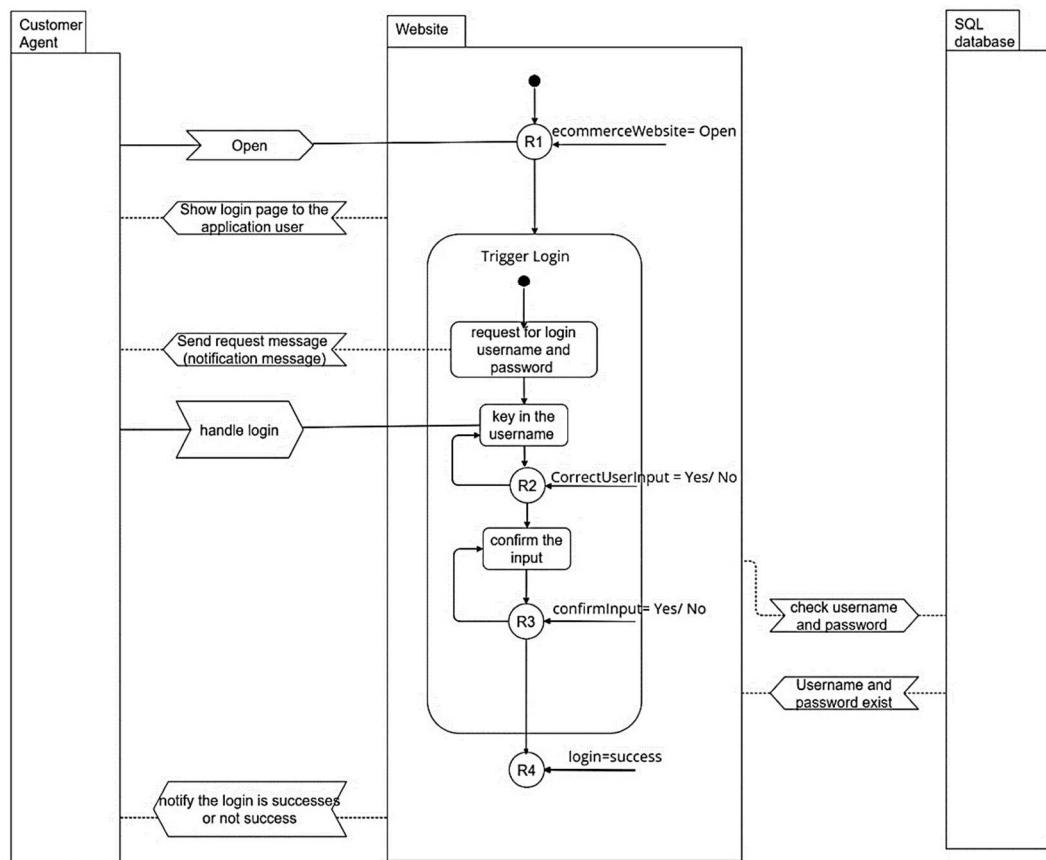 Customer
Agent
Website
SQL
database
ecommerceWebsite= Open
R1
Open
Show login page to the
application user
Trigger Login
Send request message
(notification message)
request for login
username and
password
key in the
username
handle login
CorrectUserInput = Yes/ No
R2
confirm the
input
confirmInput= Yes/ No
R3
check username
and password
Username and
password exist
login=success
R4
notify the login is successes
or not success